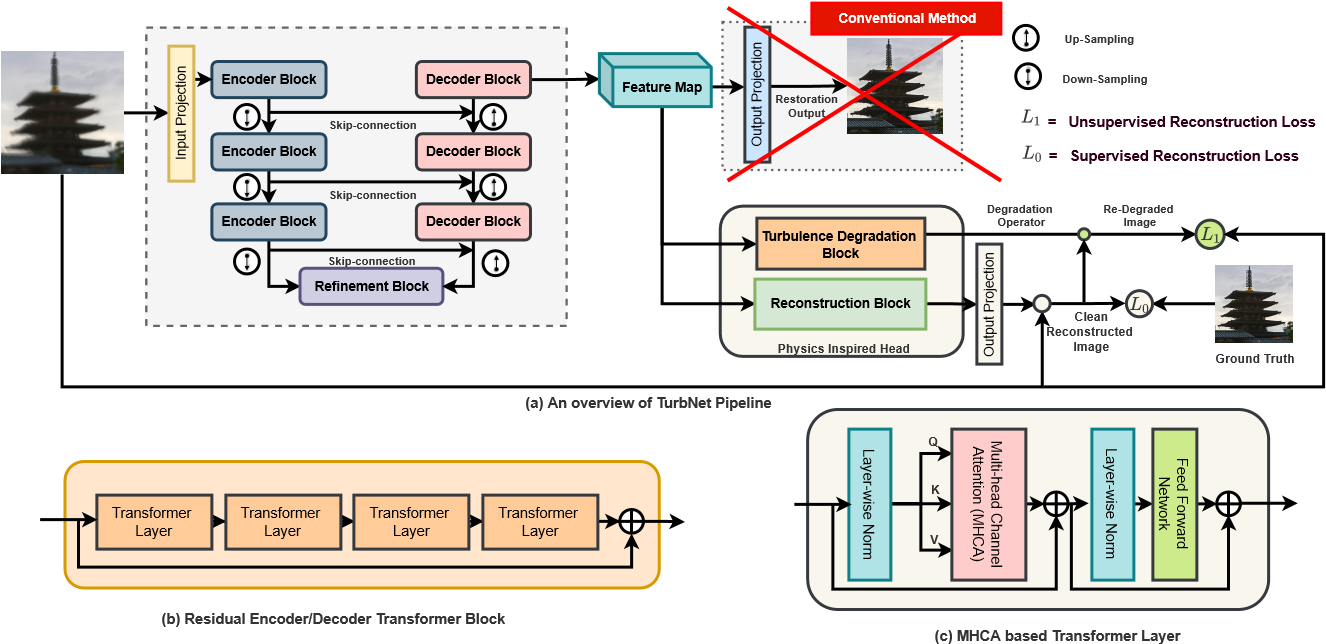 Input Projection
Encoder Block
Decoder Block
Skip-connection
Encoder Block
Decoder Block
Skip-connection
Encoder Block
Decoder Block
Skip-connection
Refinement Block
Feature Map
Conventional Method
Output Projection
Restoration
Output
Up-Sampling
Down-Sampling
L1 = Unsupervised Reconstruction Loss
L0 = Supervised Reconstruction Loss
Turbulence Degradation
Block
Reconstruction Block
Physics Inspired Head
Output Projection
Degradation
Operator
Re-Degraded
Image
L1
L0
Clean
Reconstructed
Image
Ground Truth
(a) An overview of TurbNet Pipeline
Transformer
Layer
Transformer
Layer
Transformer
Layer
Transformer
Layer
(b) Residual Encoder/Decoder Transformer Block
Layer-wise Norm
Q
K
V
Multi-head Channel
Attention (MHCA)
Layer-wise Norm
Feed Forward
Network
(c) MHCA based Transformer Layer